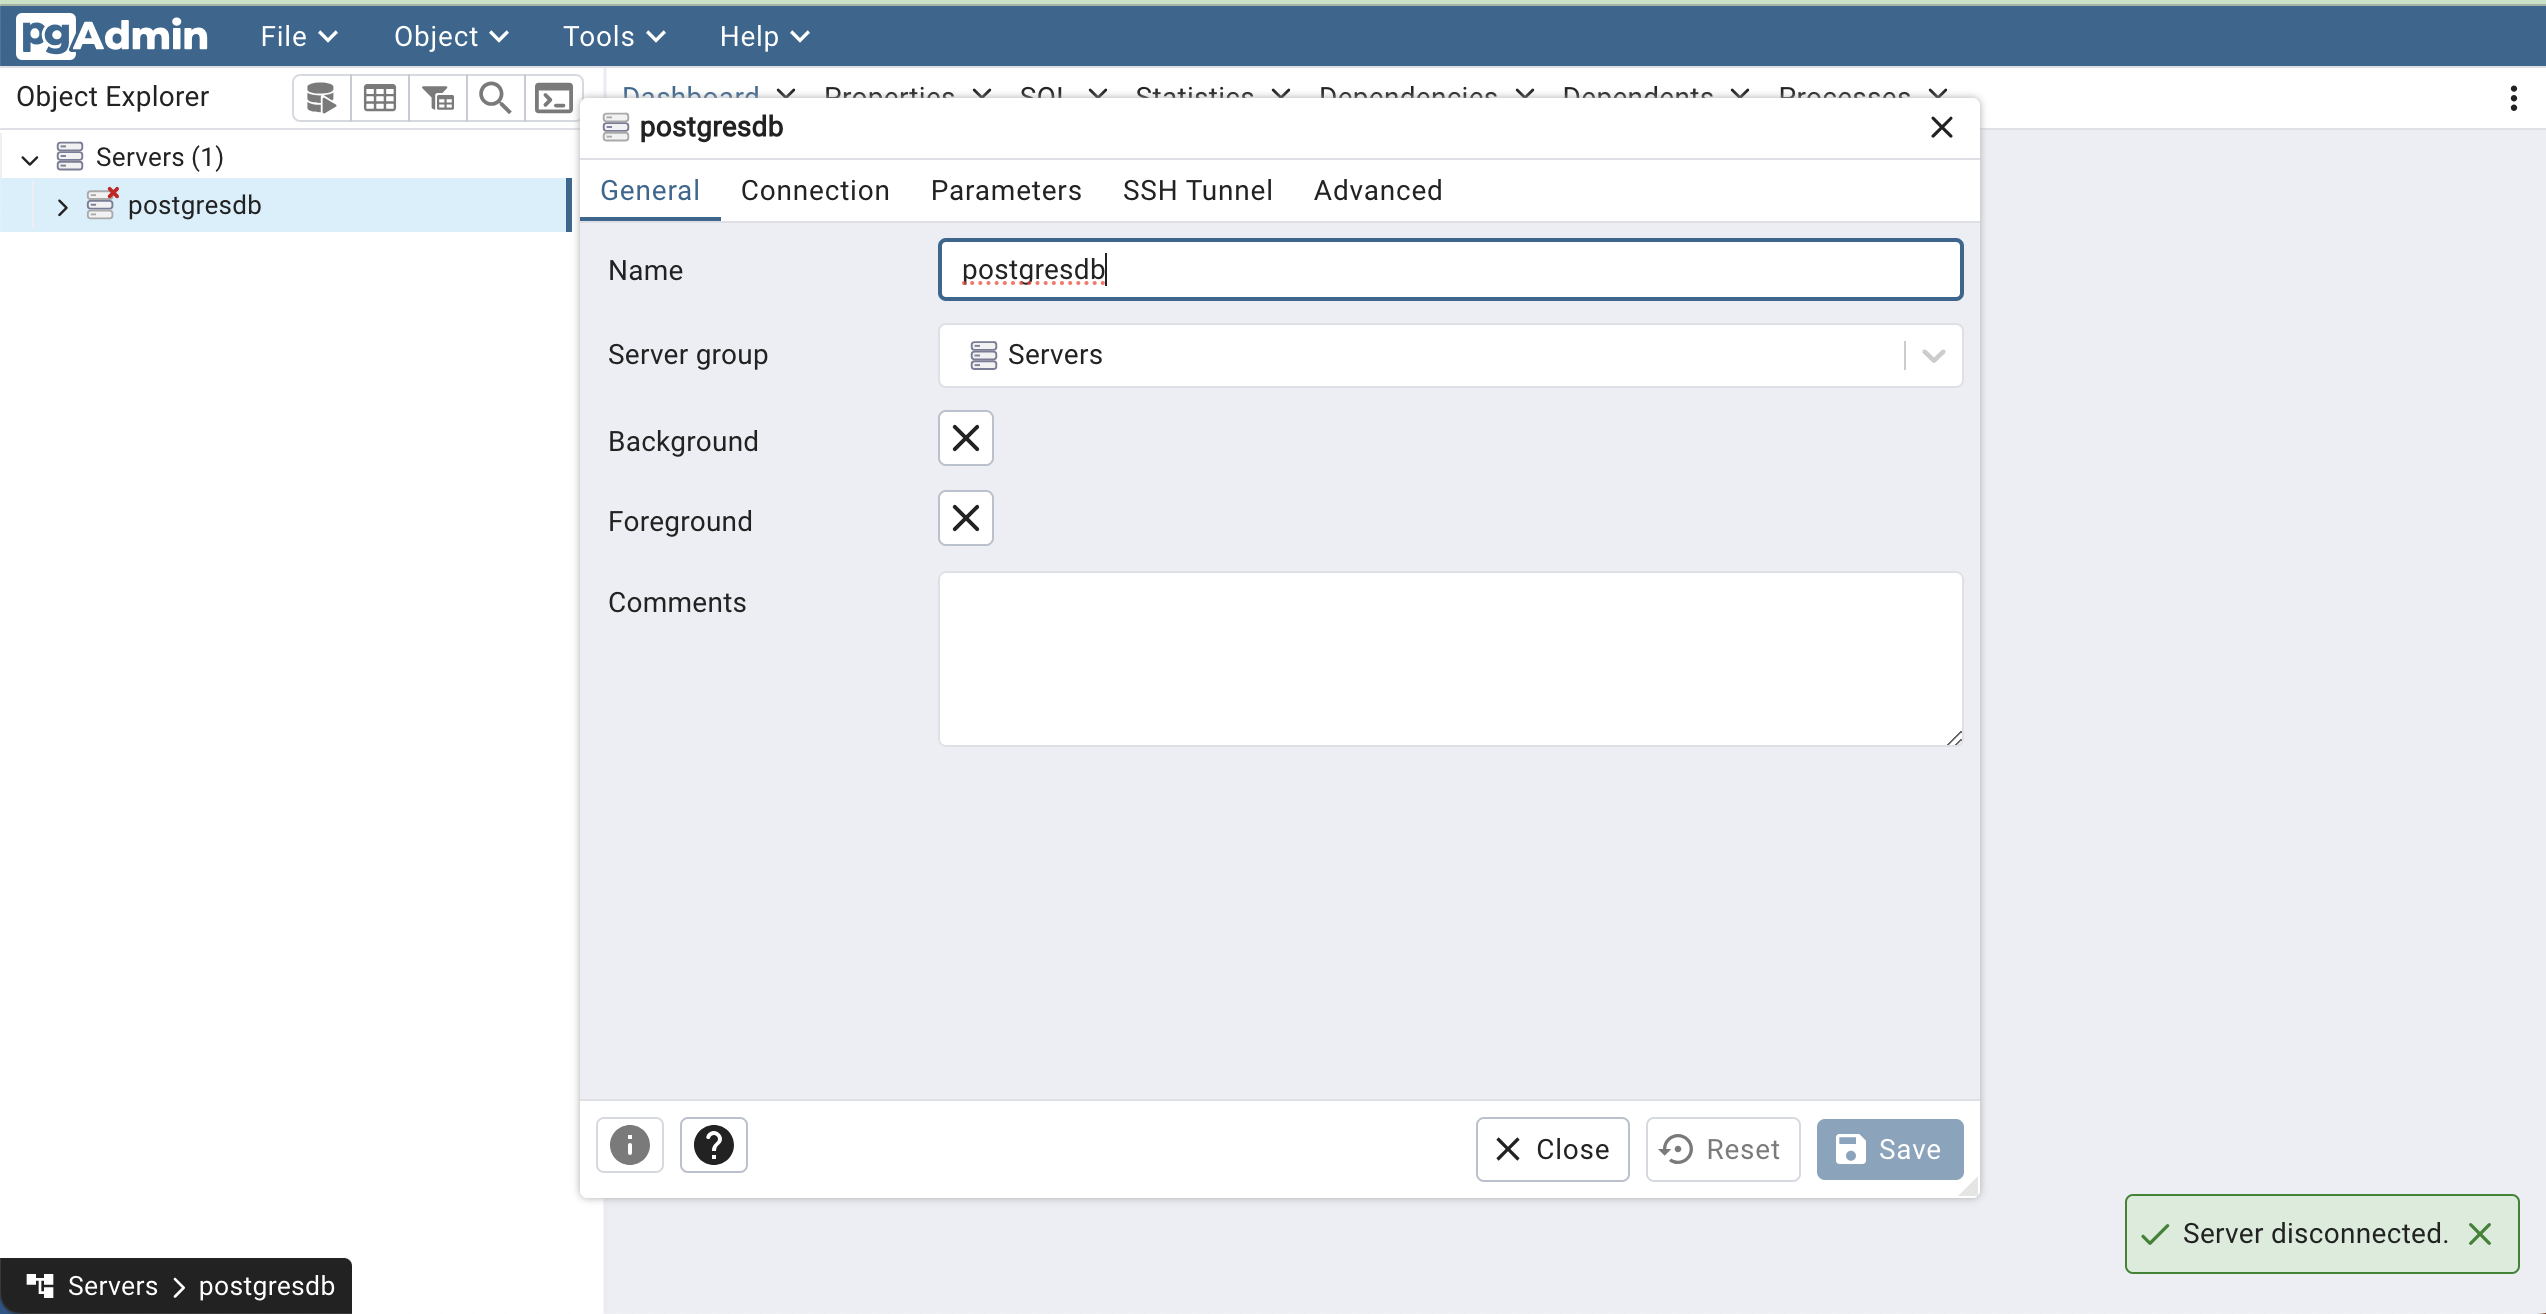 pgAdmin File Object Tools Help
Object Explorer
Dashboard Properties SQL Statistics Dependencies Dependents Processes
Servers (1)
postgresdb
postgresdb
General Connection Parameters SSH Tunnel Advanced
Name postgresdb
Server group Servers
Background
Foreground
Comments
Close Reset Save
Server disconnected.
Servers > postgresdb